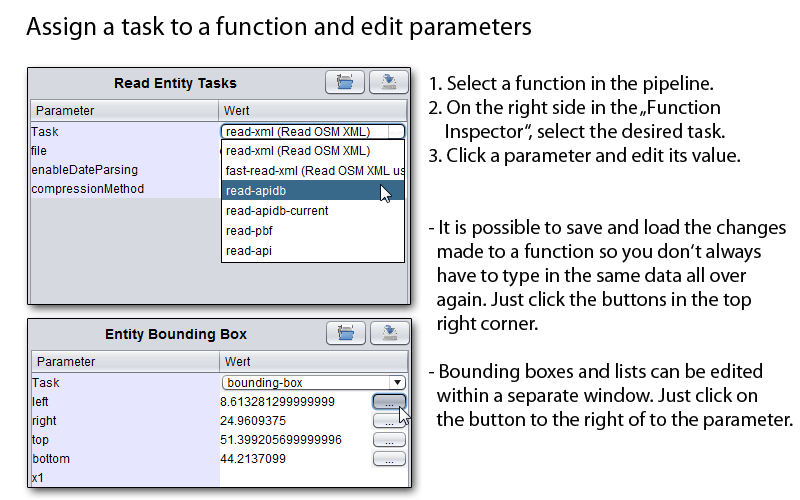 Assign a task to a function and edit parameters
Read Entity Tasks
Parameter Wert
Task read-xml (Read OSM XML)
file read-xml (Read OSM XML)
enableDateParsing fast-read-xml (Read OSM XML us
compressionMethod read-apidb
read-apidb-current
read-pbf
read-api
Entity Bounding Box
Parameter Wert
Task bounding-box
left 8.613281299999999 ...
right 24.9609375 ...
top 51.399205699999996 ...
bottom 44.2137099 ...
x1
1. Select a function in the pipeline.
2. On the right side in the „Function
Inspector“, select the desired task.
3. Click a parameter and edit its value.
- It is possible to save and load the changes
made to a function so you don‘t always
have to type in the same data all over
again. Just click the buttons in the top
right corner.
- Bounding boxes and lists can be edited
within a separate window. Just click on
the button to the right of to the parameter.